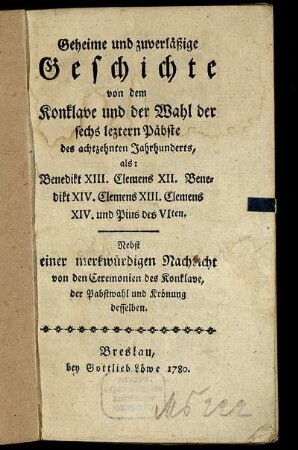 Geheime und zuverläßige
Geschichte
von dem
Konklave und der Wahl der
sechs leztern Päbste
des achtzehnten Jahrhunderts,
als:
Benedikt XIII. Clemens XII. Bene-
dikt XIV. Clemens XIII. Clemens
XIV. und Pius des VIten.
Nebst
einer merkwürdigen Nachricht
von den Ceremonien des Konklave,
der Pabstwahl und Krönung
desselben.
Breslau,
bey Gottlieb Löwe 1780.